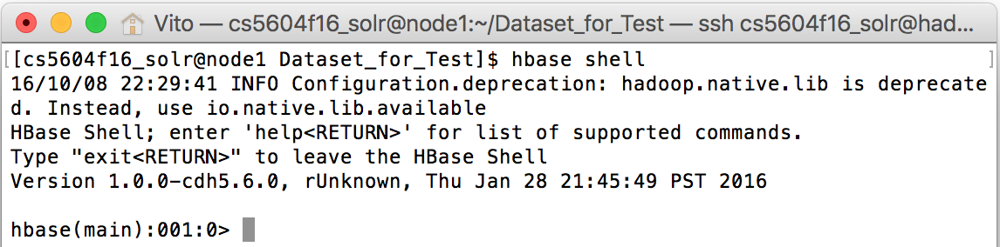 Vito — cs5604f16_solr@node1:~/Dataset_for_Test — ssh cs5604f16_solr@had...
[[cs5604f16_solr@node1 Dataset_for_Test]$ hbase shell ]
16/10/08 22:29:41 INFO Configuration.deprecation: hadoop.native.lib is deprecate
d. Instead, use io.native.lib.available
HBase Shell; enter 'help<RETURN>' for list of supported commands.
Type "exit<RETURN>" to leave the HBase Shell
Version 1.0.0-cdh5.6.0, rUnknown, Thu Jan 28 21:45:49 PST 2016
hbase(main):001:0>